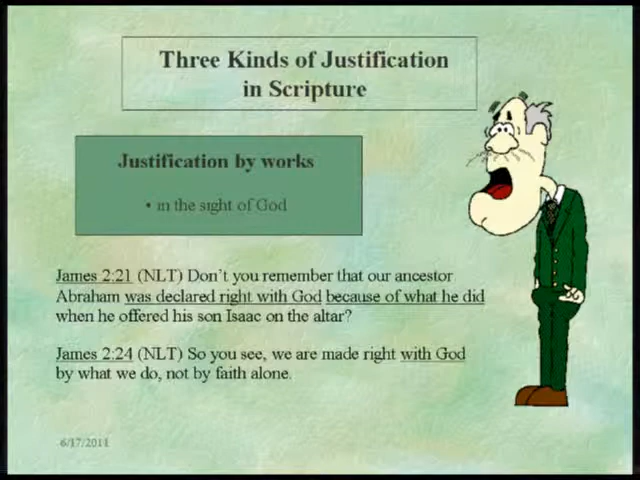 Three Kinds of Justification
in Scripture
Justification by works
• in the sight of God
James 2:21 (NLT) Don't you remember that our ancestor
Abraham was declared right with God because of what he did
when he offered his son Isaac on the altar?
James 2:24 (NLT) So you see, we are made right with God
by what we do, not by faith alone.
6/17/2011